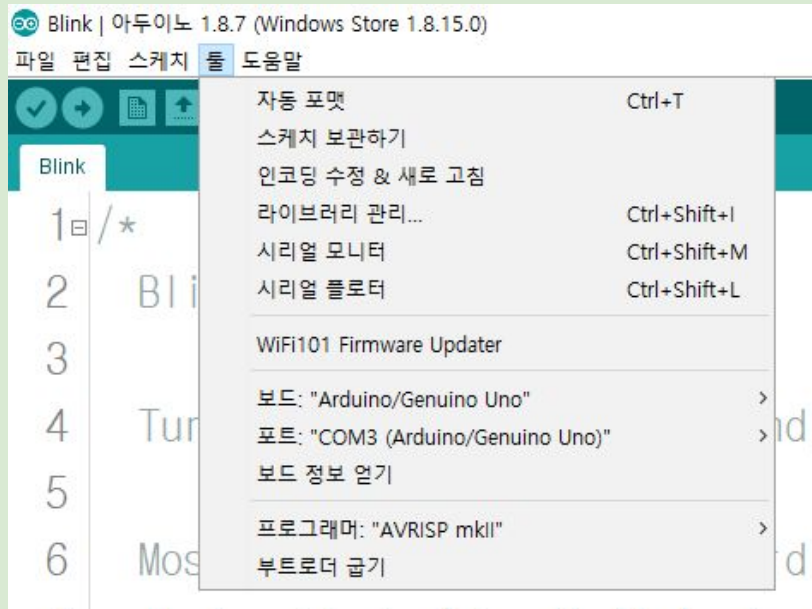 Blink | 아두이노 1.8.7 (Windows Store 1.8.15.0)
파일 편집 스케치 툴 도움말
자동 포맷 Ctrl+T
스케치 보관하기
Blink
인코딩 수정 & 새로 고침
라이브러리 관리... Ctrl+Shift+I
시리얼 모니터 Ctrl+Shift+M
시리얼 플로터 Ctrl+Shift+L
WiFi101 Firmware Updater
보드: "Arduino/Genuino Uno"
포트: "COM3 (Arduino/Genuino Uno)"
보드 정보 얻기
프로그래머: "AVRISP mkII"
부트로더 굽기
1 /*
2 Bli
3
4 Tur nd
5
6 Mos d